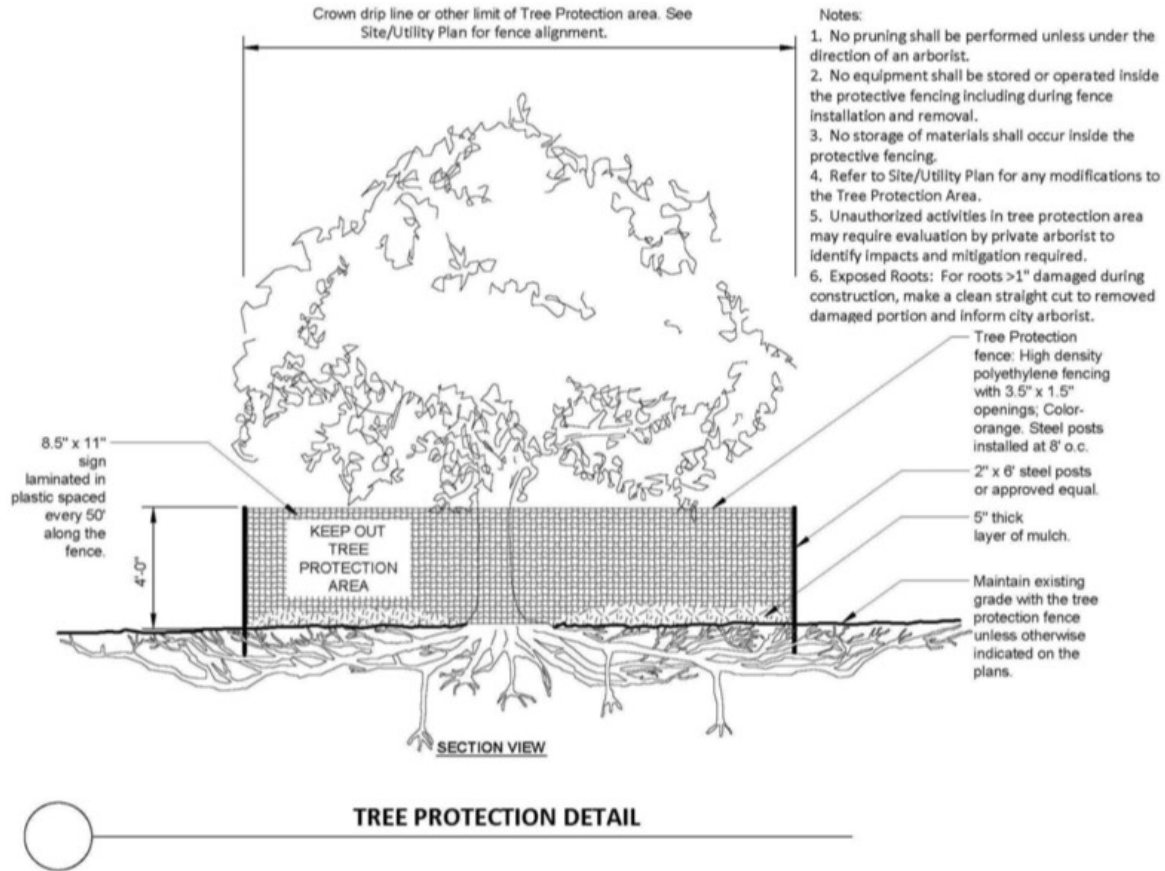 Crown drip line or other limit of Tree Protection area. See
Site/Utility Plan for fence alignment.
Notes:
1. No pruning shall be performed unless under the
direction of an arborist.
2. No equipment shall be stored or operated inside
the protective fencing including during fence
installation and removal.
3. No storage of materials shall occur inside the
protective fencing.
4. Refer to Site/Utility Plan for any modifications to
the Tree Protection Area.
5. Unauthorized activities in tree protection area
may require evaluation by private arborist to
identify impacts and mitigation required.
6. Exposed Roots: For roots >1" damaged during
construction, make a clean straight cut to removed
damaged portion and inform city arborist.
Tree Protection
fence: High density
polyethylene fencing
with 3.5" x 1.5"
openings; Color-
orange. Steel posts
installed at 8' o.c.
2" x 6' steel posts
or approved equal.
5" thick
layer of mulch.
Maintain existing
grade with the tree
protection fence
unless otherwise
indicated on the
plans.
8.5" x 11"
sign
laminated in
plastic spaced
every 50'
along the
fence.
4'-0"
KEEP OUT
TREE
PROTECTION
AREA
SECTION VIEW
TREE PROTECTION DETAIL